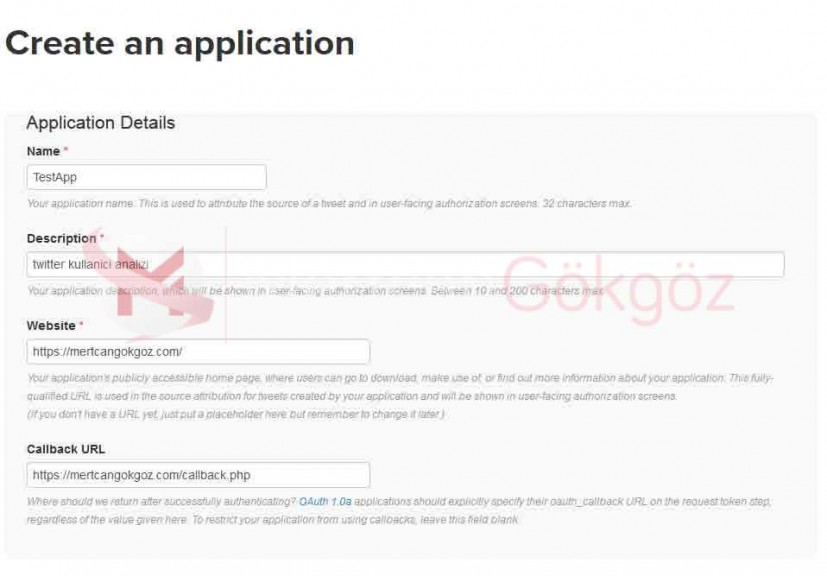 Create an application
Application Details
Name *
TestApp
Your application name. This is used to attribute the source of a tweet and in user-facing authorization screens. 32 characters max.
Description *
twitter kullanici analizi
Gökgöz
Your application description, which will be shown in user-facing authorization screens. Between 10 and 200 characters max.
Website *
https://mertcangokgoz.com/
Your application's publicly accessible home page, where users can go to download, make use of, or find out more information about your application. This fully-
qualified URL is used in the source attribution for tweets created by your application and will be shown in user-facing authorization screens.
(If you don't have a URL yet, just put a placeholder here but remember to change it later.)
Callback URL
https://mertcangokgoz.com/callback.php
Where should we return after successfully authenticating? OAuth 1.0a applications should explicitly specify their oauth_callback URL on the request token step,
regardless of the value given here. To restrict your application from using callbacks, leave this field blank.